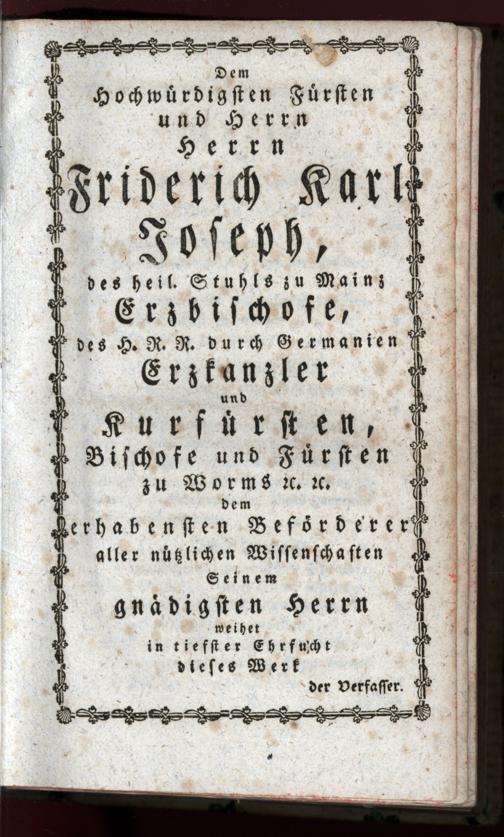 Dem
Hochwürdigsten Fürsten
und Herrn
Herrn
Friderich Karl
Joseph,
des heil. Stuhls zu Mainz
Erzbischofe,
des H. R. R. durch Germanien
Erzkanzler
und
Kurfürsten,
Bischofe und Fürsten
zu Worms ꝛc. ꝛc.
dem
erhabensten Beförderer
aller nützlichen Wissenschaften
Seinem
gnädigsten Herrn
weihet
in tiefster Ehrfucht
dieses Werk
der Verfasser.